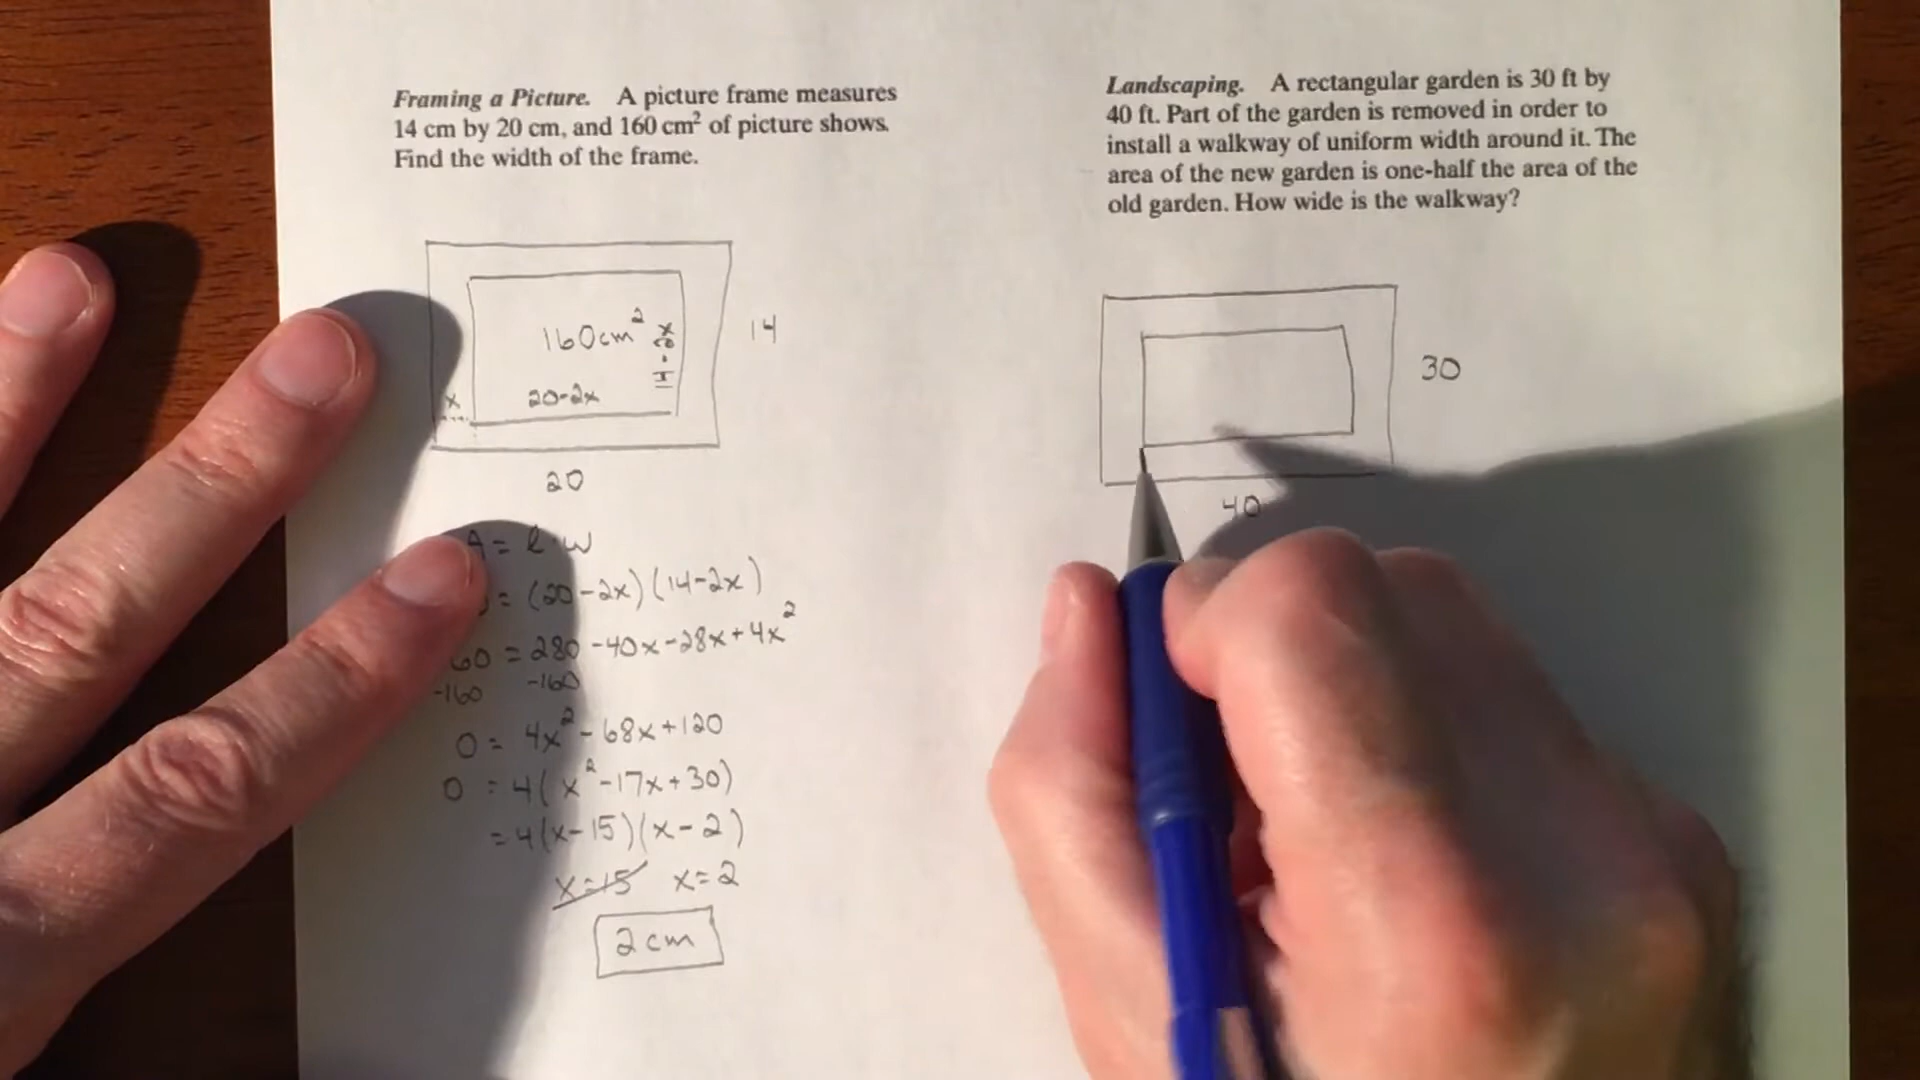 Framing a Picture. A picture frame measures
14 cm by 20 cm, and 160 cm² of picture shows.
Find the width of the frame.
160cm²
14-2x
14
x
20-2x
20
A = l·w
= (20-2x)(14-2x)
60 = 280-40x-28x+4x²
-160 -160
0 = 4x²-68x+120
0 = 4(x²-17x+30)
= 4(x-15)(x-2)
x=15 x=2
2cm
Landscaping. A rectangular garden is 30 ft by
40 ft. Part of the garden is removed in order to
install a walkway of uniform width around it. The
area of the new garden is one-half the area of the
old garden. How wide is the walkway?
30
40